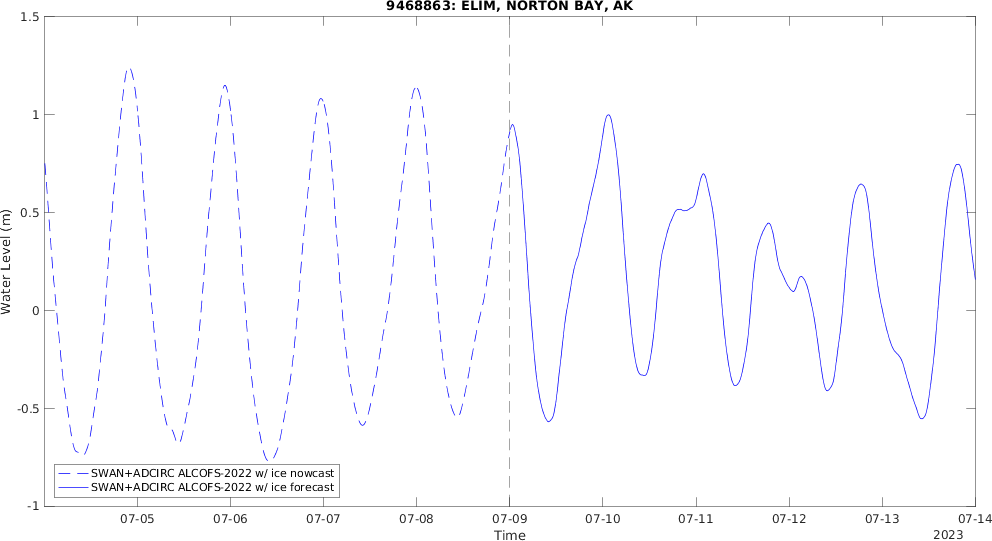 9468863: ELIM, NORTON BAY, AK
1.5
1
0.5
0
-0.5
-1
Water Level (m)
SWAN+ADCIRC ALCOFS-2022 w/ ice nowcast
SWAN+ADCIRC ALCOFS-2022 w/ ice forecast
07-05 07-06 07-07 07-08 07-09 07-10 07-11 07-12 07-13 07-14
Time
2023